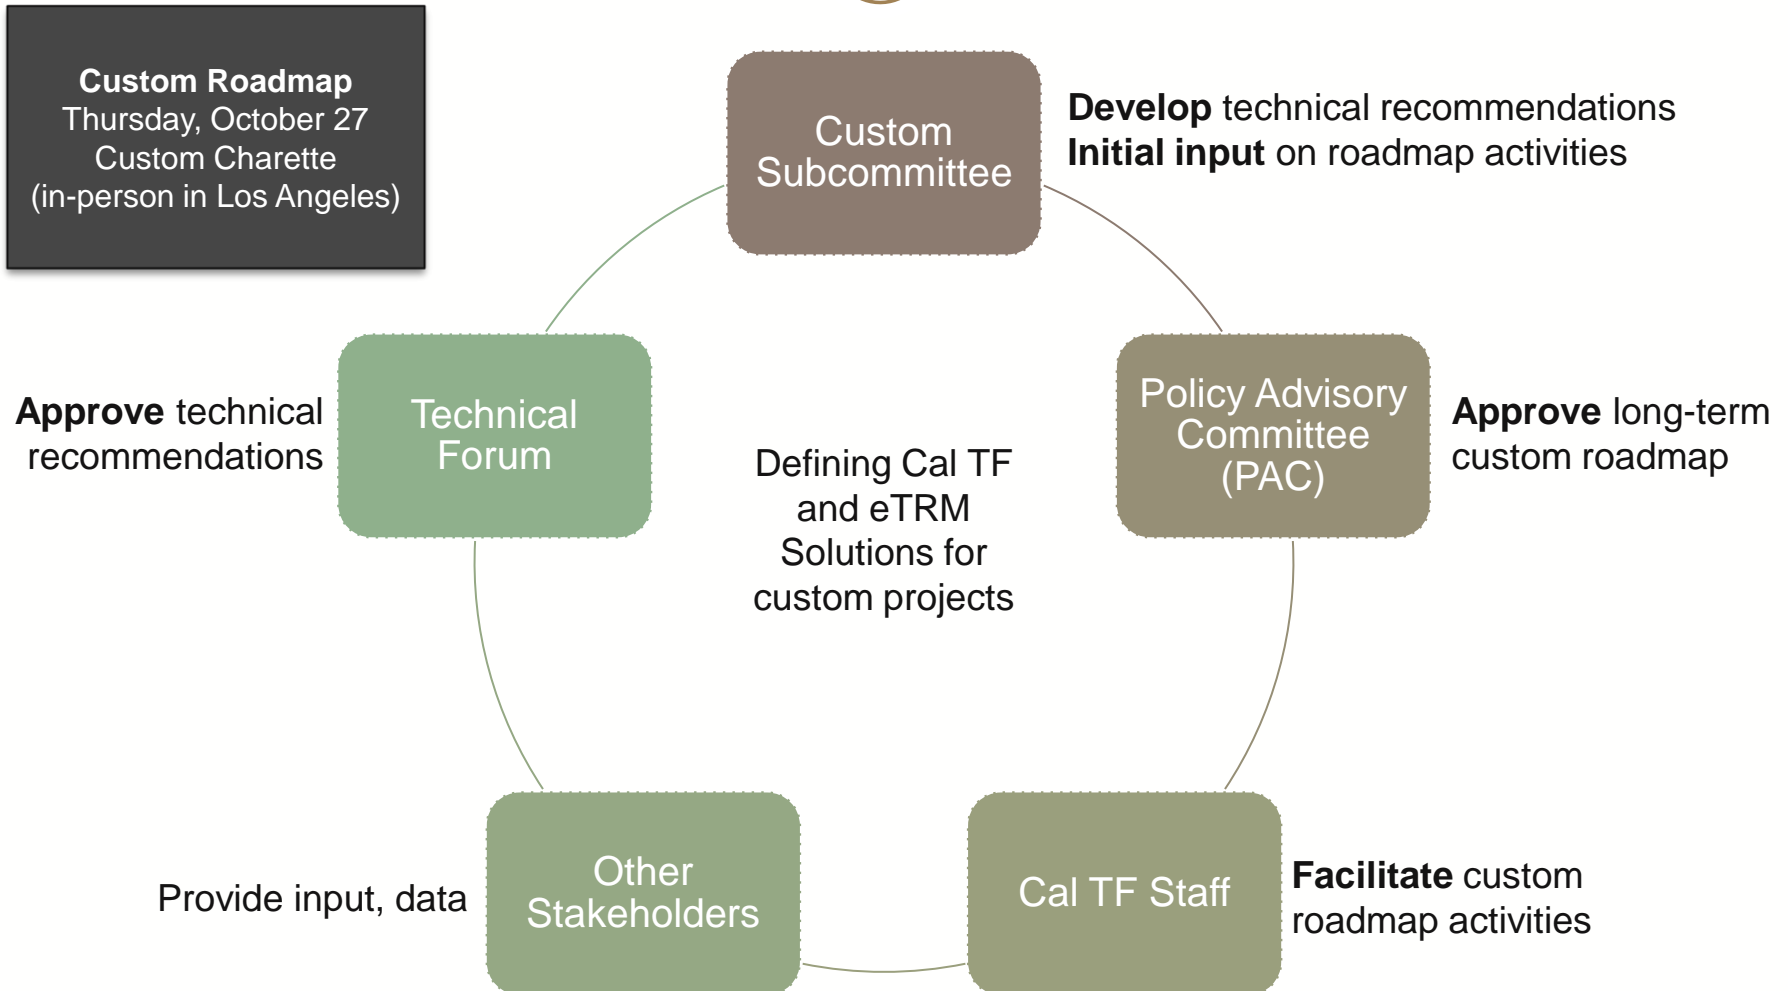 Custom Roadmap
Thursday, October 27
Custom Charette
(in-person in Los Angeles)
Custom
Subcommittee
Develop technical recommendations
Initial input on roadmap activities
Policy Advisory
Committee
(PAC)
Approve long-term
custom roadmap
Cal TF Staff
Facilitate custom
roadmap activities
Other
Stakeholders
Provide input, data
Technical
Forum
Approve technical
recommendations
Defining Cal TF
and eTRM
Solutions for
custom projects